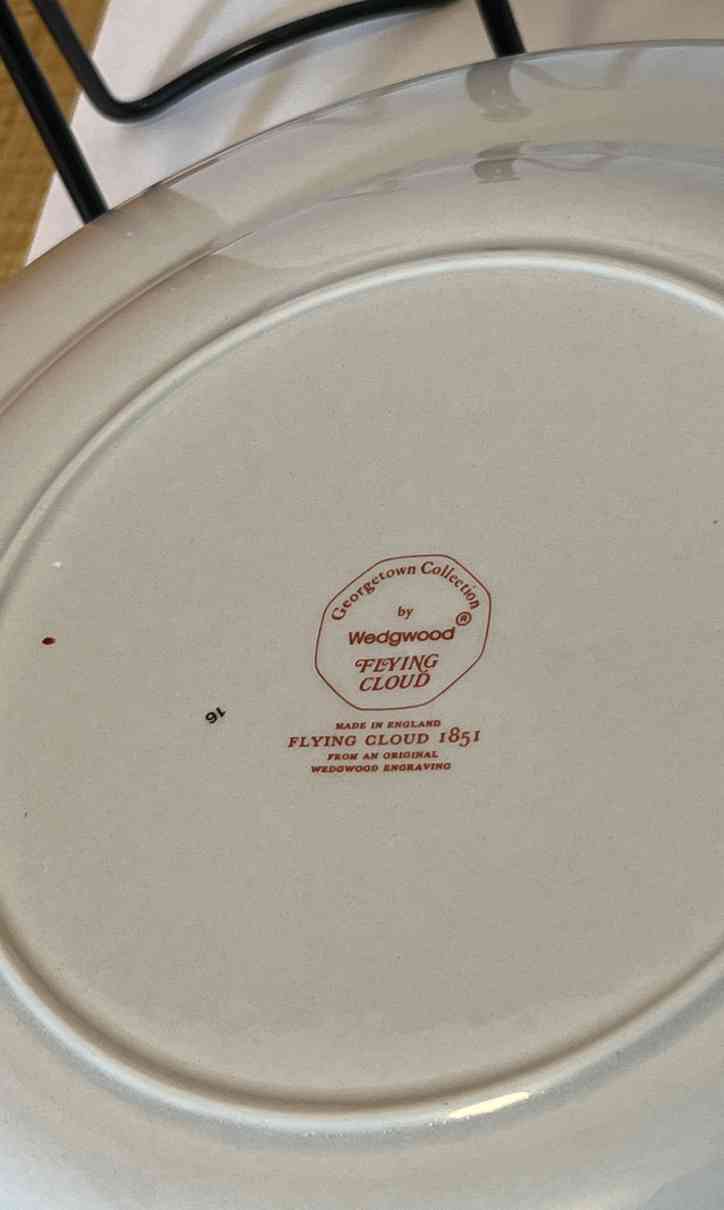 Georgetown Collection
by
Wedgwood®
FLYING
CLOUD
MADE IN ENGLAND
FLYING CLOUD 1851
FROM AN ORIGINAL
WEDGWOOD ENGRAVING
16